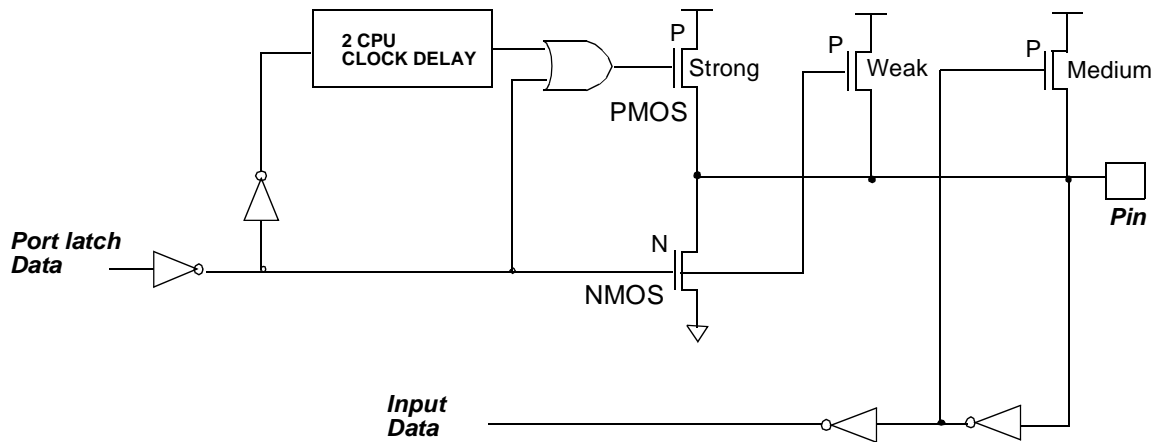 2 CPU
CLOCK DELAY
P
Strong
PMOS
P
Weak
P
Medium
Pin
Port latch
Data
N
NMOS
Input
Data